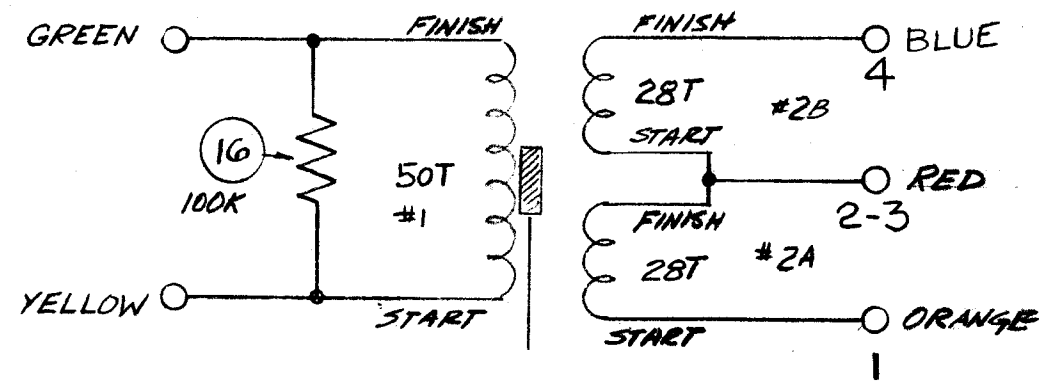 FINISH
FINISH
GREEN
BLUE
4
28T
#2B
START
16
100K
50T
#1
RED
2-3
FINISH
28T
#2A
YELLOW
START
START
ORANGE
1